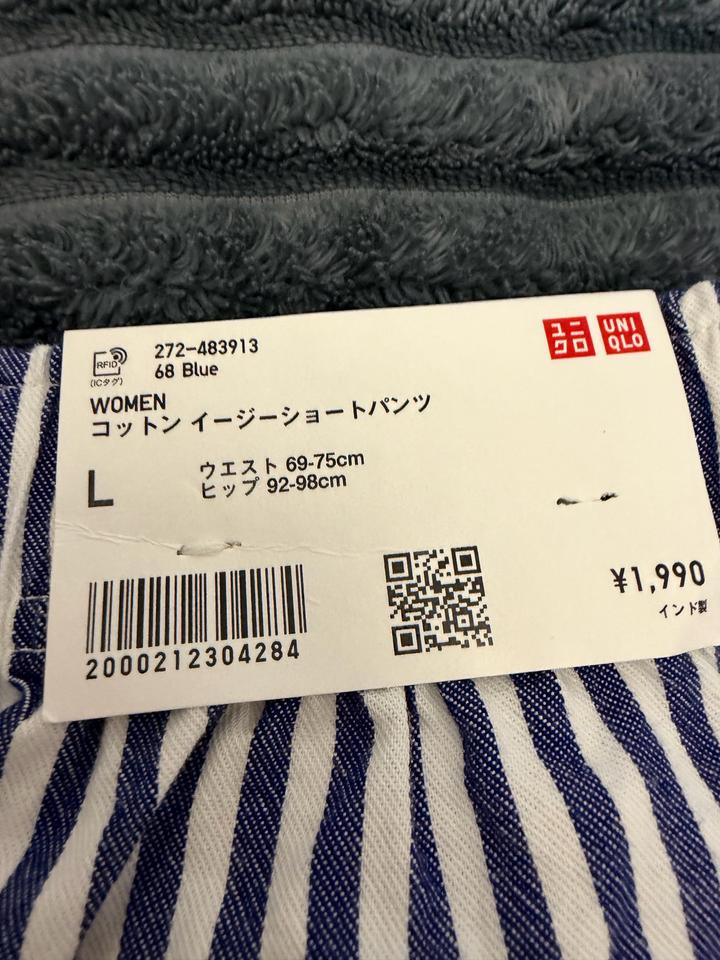 272-483913
68 Blue
ユニ
クロ
UNI
QLO
RFID
(ICタグ)
WOMEN
コットン イージーショートパンツ
L
ウエスト 69-75cm
ヒップ 92-98cm
2000212304284
¥1,990
インド製